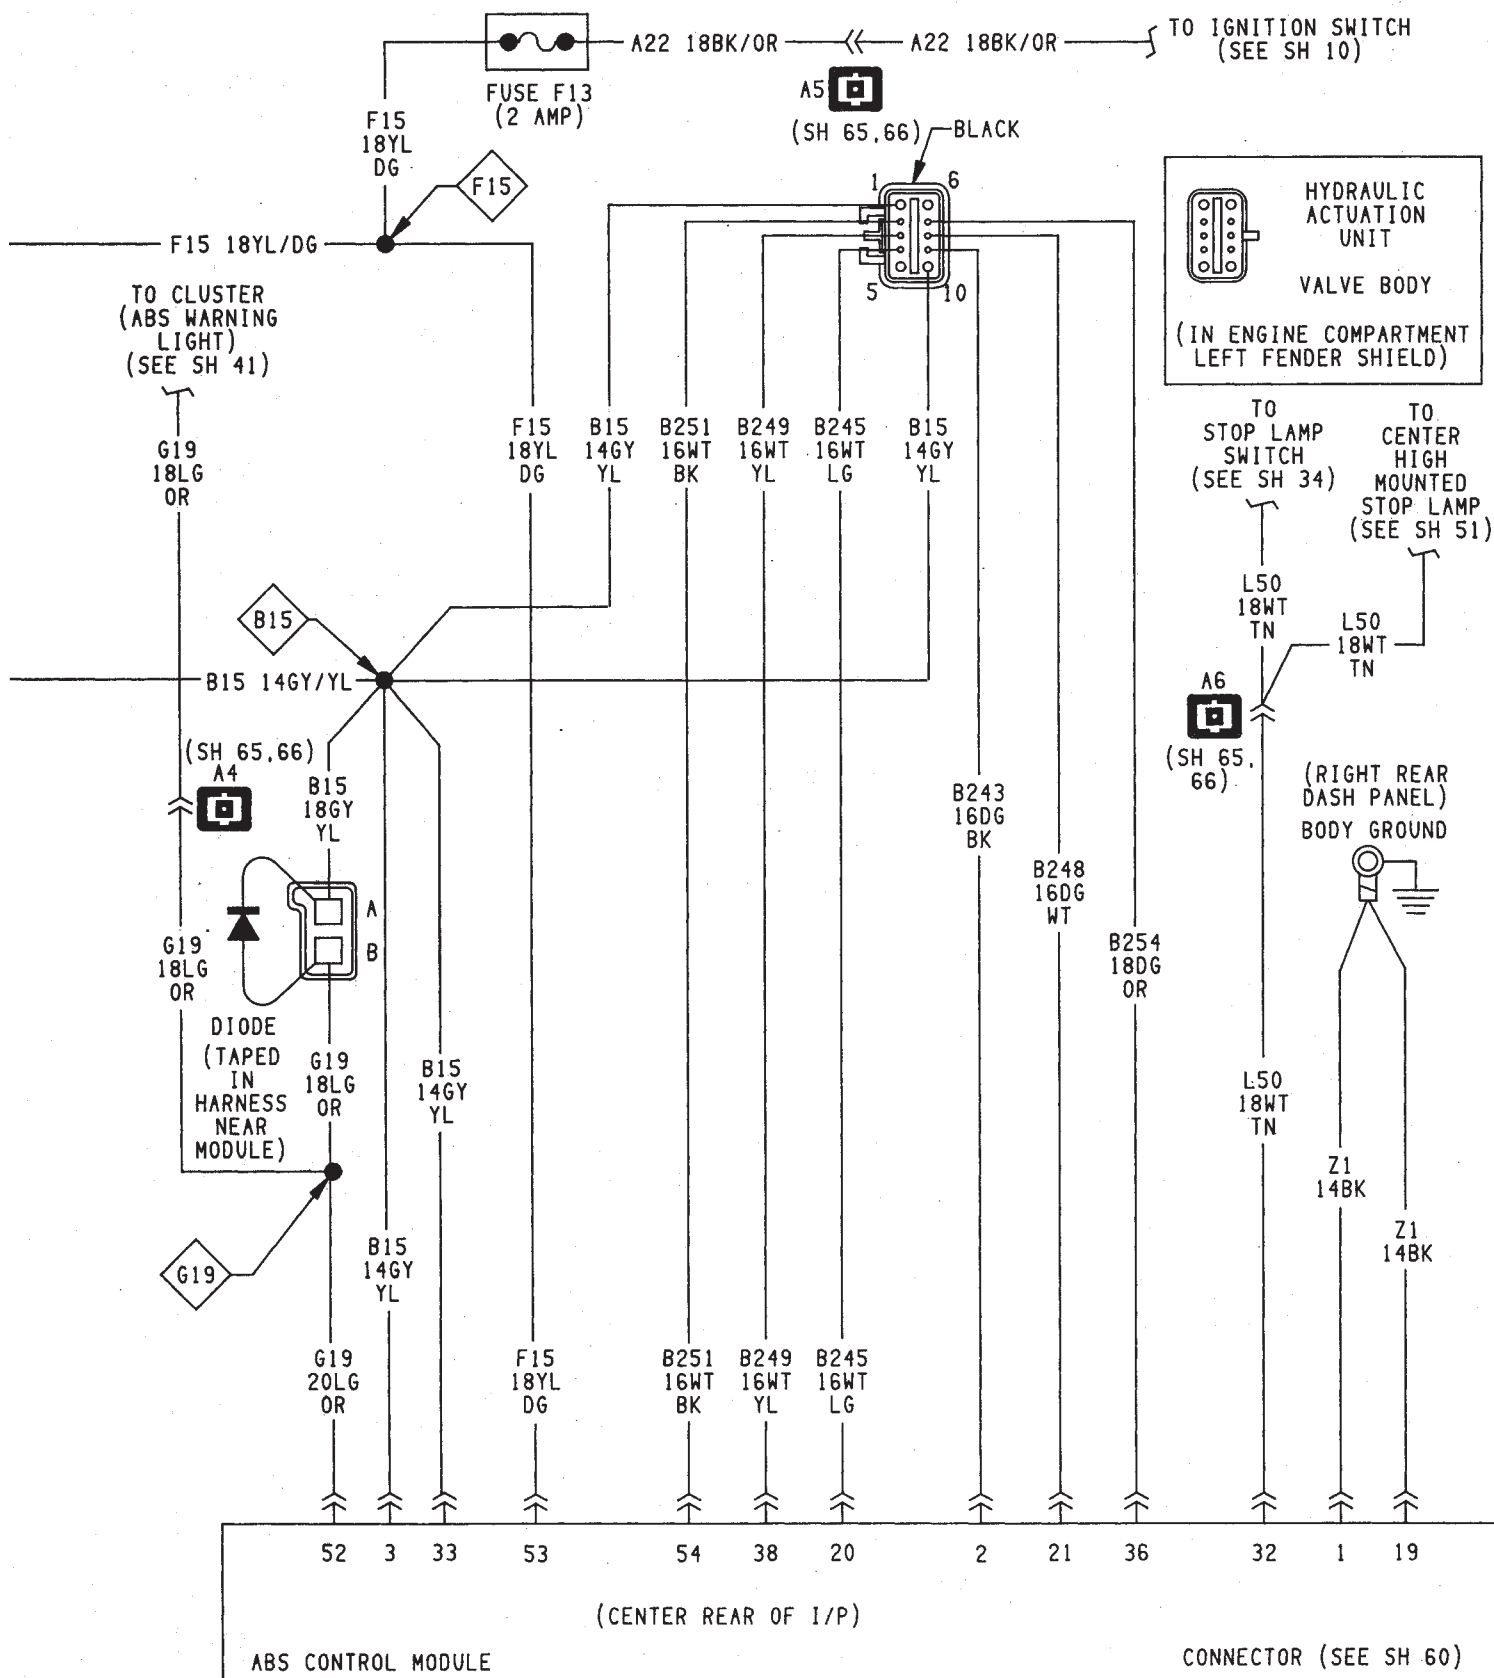 A22 18BK/OR
A22 18BK/OR
TO IGNITION SWITCH
(SEE SH 10)
FUSE F13
(2 AMP)
A5
(SH 65,66)
BLACK
F15
18YL
DG
F15
1
6
5
10
HYDRAULIC
ACTUATION
UNIT
VALVE BODY
(IN ENGINE COMPARTMENT
LEFT FENDER SHIELD)
F15 18YL/DG
TO CLUSTER
(ABS WARNING
LIGHT)
(SEE SH 41)
G19
18LG
OR
F15
18YL
DG
B15
14GY
YL
B251
16WT
BK
B249
16WT
YL
B245
16WT
LG
B15
14GY
YL
TO
STOP LAMP
SWITCH
(SEE SH 34)
TO
CENTER
HIGH
MOUNTED
STOP LAMP
(SEE SH 51)
L50
18WT
TN
L50
18WT
TN
B15
B15 14GY/YL
A6
(SH 65,
66)
(SH 65,66)
A4
B15
18GY
YL
B243
16DG
BK
B248
16DG
WT
B254
18DG
OR
(RIGHT REAR
DASH PANEL)
BODY GROUND
A
B
G19
18LG
OR
DIODE
(TAPED
IN
HARNESS
NEAR
MODULE)
G19
18LG
OR
B15
14GY
YL
L50
18WT
TN
Z1
14BK
Z1
14BK
G19
B15
14GY
YL
G19
20LG
OR
F15
18YL
DG
B251
16WT
BK
B249
16WT
YL
B245
16WT
LG
52 3 33 53 54 38 20 2 21 36 32 1 19
(CENTER REAR OF I/P)
ABS CONTROL MODULE
CONNECTOR (SEE SH 60)